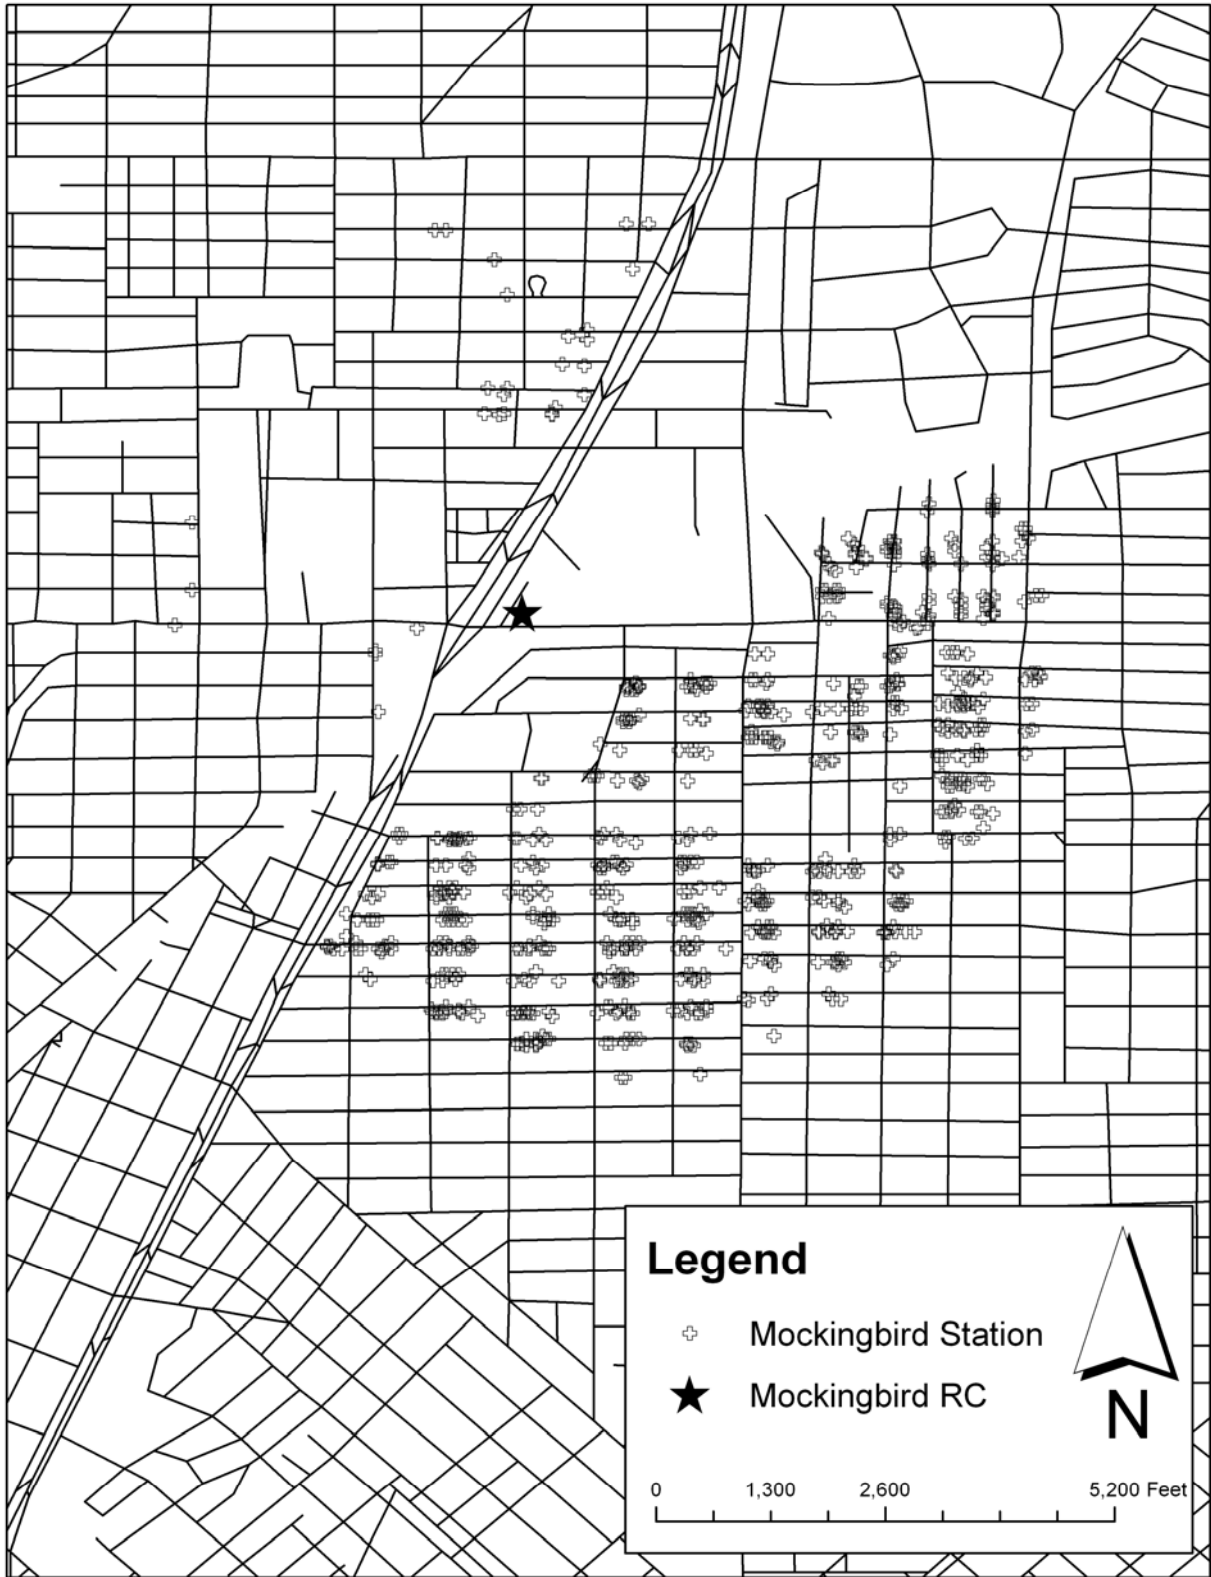 Legend
Mockingbird Station
Mockingbird RC
N
0 1,300 2,600 5,200 Feet